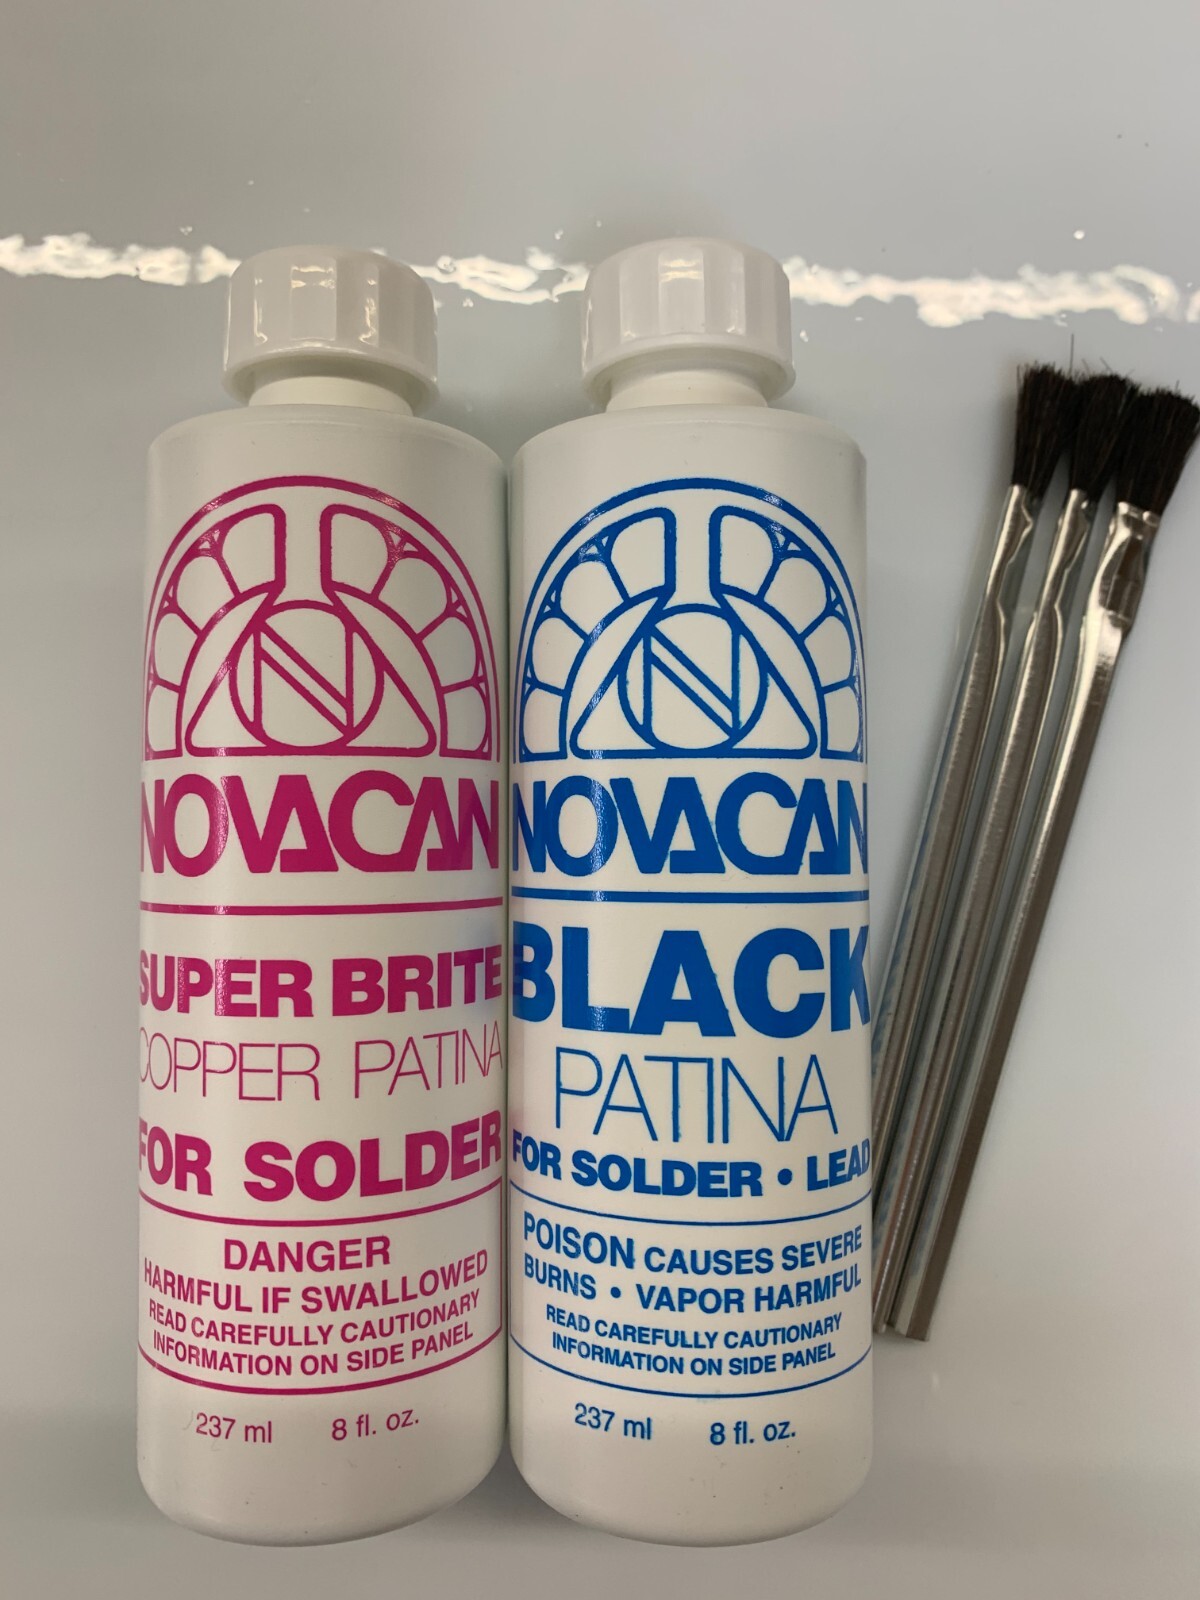 NOVACAN
SUPER BRITE
COPPER PATINA
FOR SOLDER
DANGER
HARMFUL IF SWALLOWED
READ CAREFULLY CAUTIONARY
INFORMATION ON SIDE PANEL
237 ml 8 fl. oz.
NOVACAN
BLACK
PATINA
FOR SOLDER • LEAD
POISON CAUSES SEVERE
BURNS • VAPOR HARMFUL
READ CAREFULLY CAUTIONARY
INFORMATION ON SIDE PANEL
237 ml 8 fl. oz.